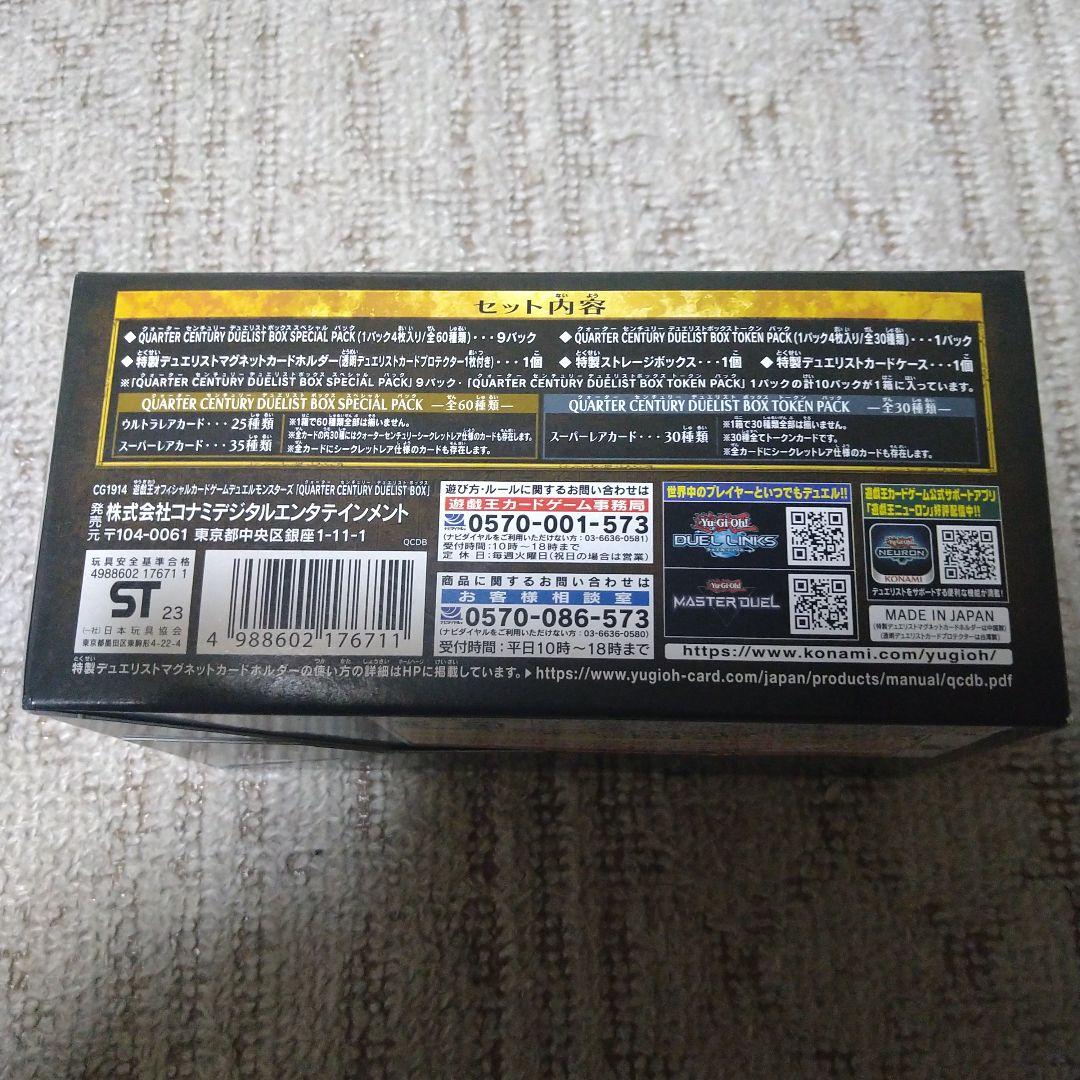 セット内容
◆QUARTER CENTURY DUELIST BOX SPECIAL PACK(1パック4枚入り/全60種類)・・・9パック ◆QUARTER CENTURY DUELIST BOX TOKEN PACK(1パック4枚入り/全30種類)・・・1パック
◆特製デュエリストマグネットカードホルダー(透明デュエリストカードプロテクター1枚付き)・・・1個 ◆特製ストレージボックス・・・1個 ◆特製デュエリストカードケース・・・1個
※「QUARTER CENTURY DUELIST BOX SPECIAL PACK」9パック・「QUARTER CENTURY DUELIST BOX TOKEN PACK」1パックの計10パックが1箱に入っています。
QUARTER CENTURY DUELIST BOX SPECIAL PACK —全60種類—
ウルトラレアカード・・・25種類
スーパーレアカード・・・35種類
※1箱で60種類全部は揃いません。
※全カードの内30種にはクォーターセンチュリーシークレットレア仕様のカードも存在します。
※全カードにシークレットレア仕様のカードも存在します。
QUARTER CENTURY DUELIST BOX TOKEN PACK —全30種類—
スーパーレアカード・・・30種類
※1箱で30種類全部は揃いません。
※30種全てトークンカードです。
※全カードにシークレットレア仕様のカードも存在します。
CG1914 遊戯王オフィシャルカードゲームデュエルモンスターズ「QUARTER CENTURY DUELIST BOX」
発売元 株式会社コナミデジタルエンタテインメント
〒104-0061 東京都中央区銀座1-11-1
QCDB
玩具安全基準合格
4988602 17671 1
ST 23
(一社)日本玩具協会
東京都墨田区東駒形4-22-4
4 988602 176711
遊び方・ルールに関するお問い合わせは
遊戯王カードゲーム事務局
0570-001-573
(ナビダイヤルをご利用いただけない方:03-6636-0581)
受付時間:10時〜18時まで
定休日:毎週火曜日(祝日の場合は営業)
商品に関するお問い合わせは
お客様相談室
0570-086-573
(ナビダイヤルをご利用いただけない方:03-6636-0580)
受付時間:平日10時〜18時まで
世界中のプレイヤーといつでもデュエル!!
Yu-Gi-Oh!
DUEL LINKS
Yu-Gi-Oh!
MASTER DUEL
遊戯王カードゲーム公式サポートアプリ
「遊戯王ニューロン」好評配信中!!
NEURON
KONAMI
デュエリストをサポートする便利な機能が満載!
MADE IN JAPAN
(特製デュエリストマグネットカードホルダーは中国製)
(透明デュエリストカードプロテクターは台湾製)
https://www.konami.com/yugioh/
特製デュエリストマグネットカードホルダーの使い方の詳細はHPに掲載しています。▶https://www.yugioh-card.com/japan/products/manual/qcdb.pdf